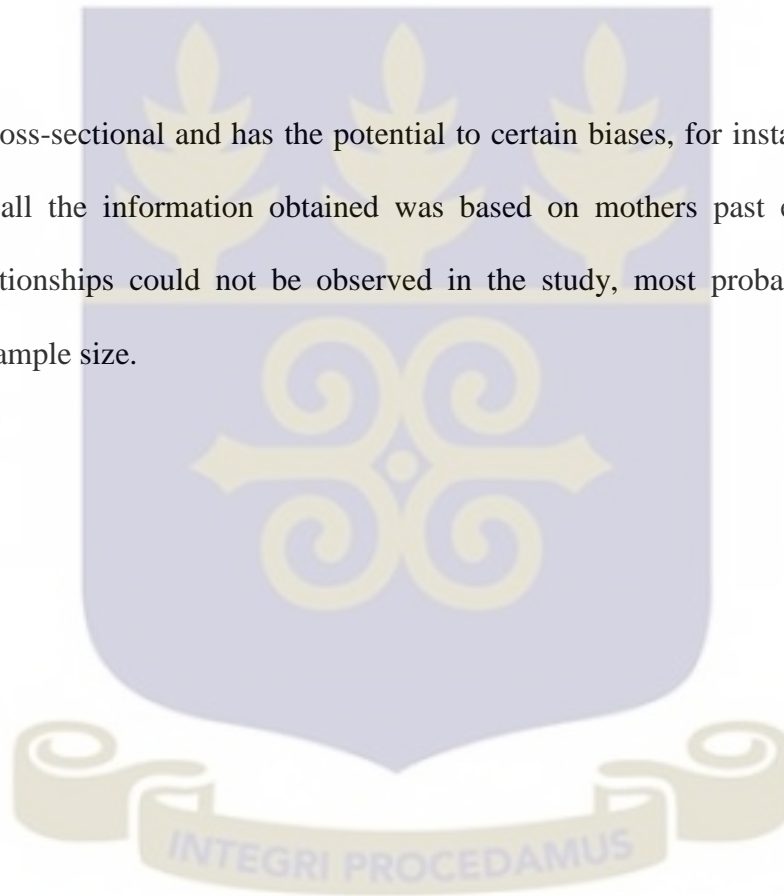 oss-sectional and has the potential to certain biases, for insta
all the information obtained was based on mothers past
tionships could not be observed in the study, most proba
ample size.
INTEGRI PROCEDAMUS